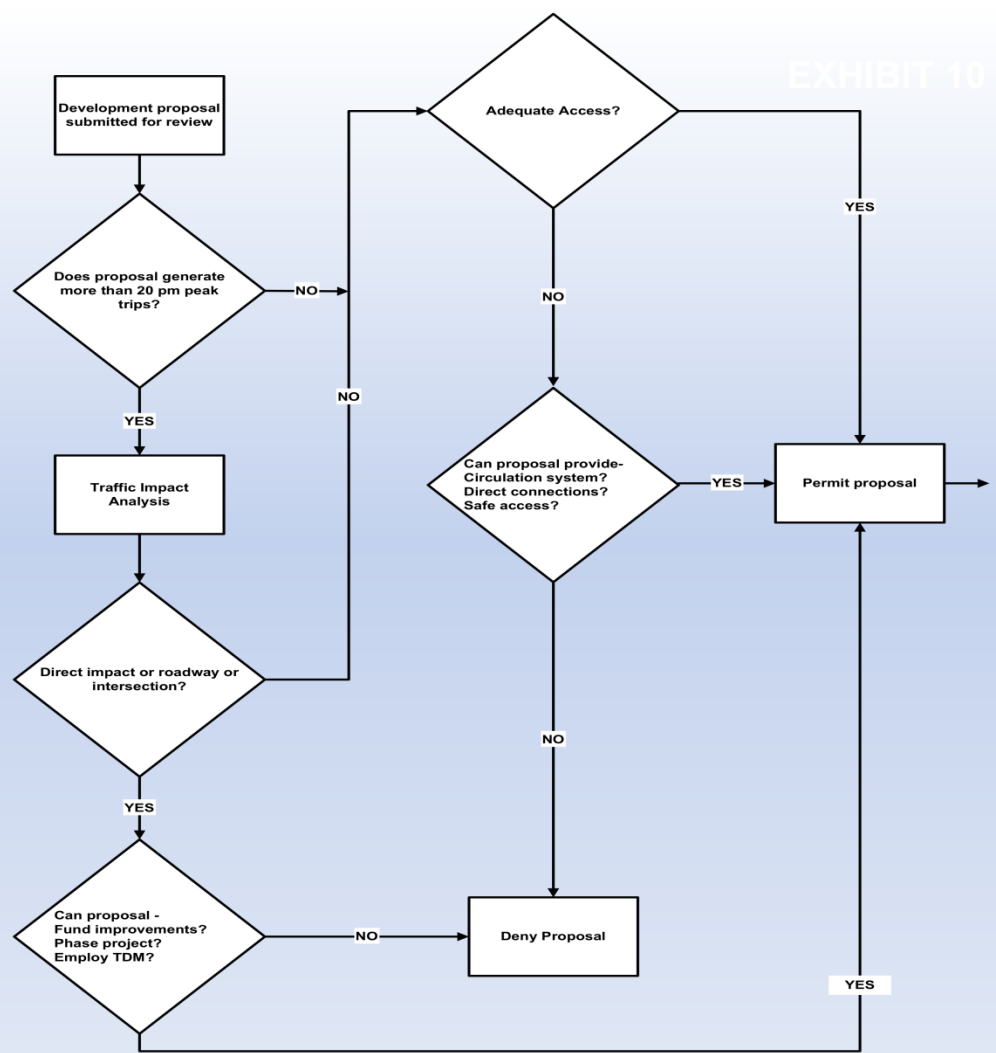 EXHIBIT 10
Development proposal
submitted for review
Adequate Access?
YES
Does proposal generate
more than 20 pm peak
trips?
NO
NO
NO
YES
Traffic Impact
Analysis
Can proposal provide-
Circulation system?
Direct connections?
Safe access?
YES
Permit proposal
Direct impact or roadway or
intersection?
NO
YES
Can proposal -
Fund improvements?
Phase project?
Employ TDM?
NO
Deny Proposal
YES